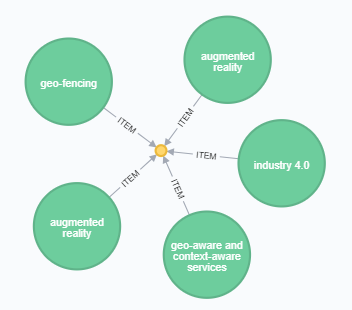 augmented
reality
geo-fencing
ITEM
ITEM
ITEM
industry 4.0
ITEM
ITEM
augmented
reality
geo-aware and
context-aware
services